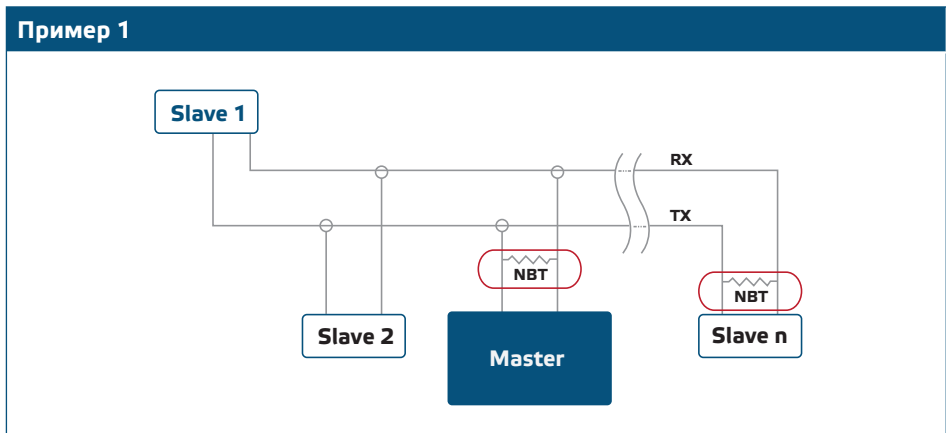 Пример 1
Slave 1
RX
TX
NBT
NBT
Slave 2
Master
Slave n